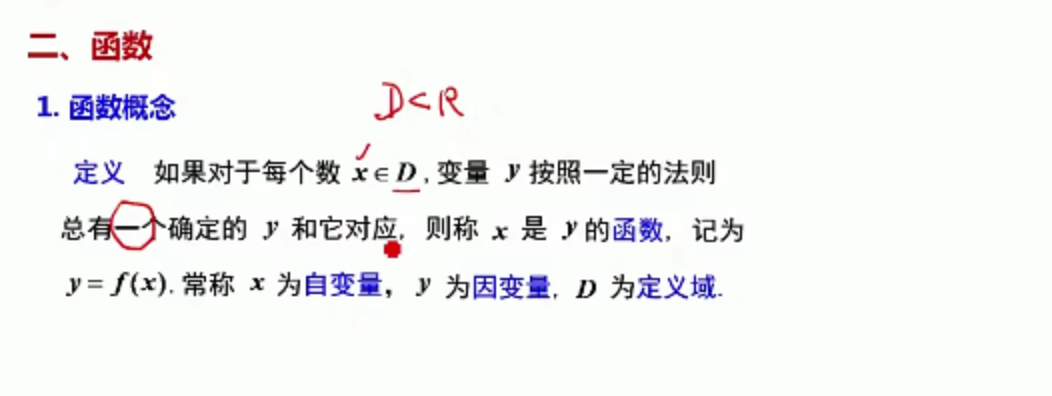 二、函数
1. 函数概念
D<R
定义 如果对于每个数 x∈D, 变量 y 按照一定的法则
总有一个确定的 y 和它对应, 则称 x 是 y 的函数, 记为
y = f(x). 常称 x 为自变量, y 为因变量, D 为定义域.